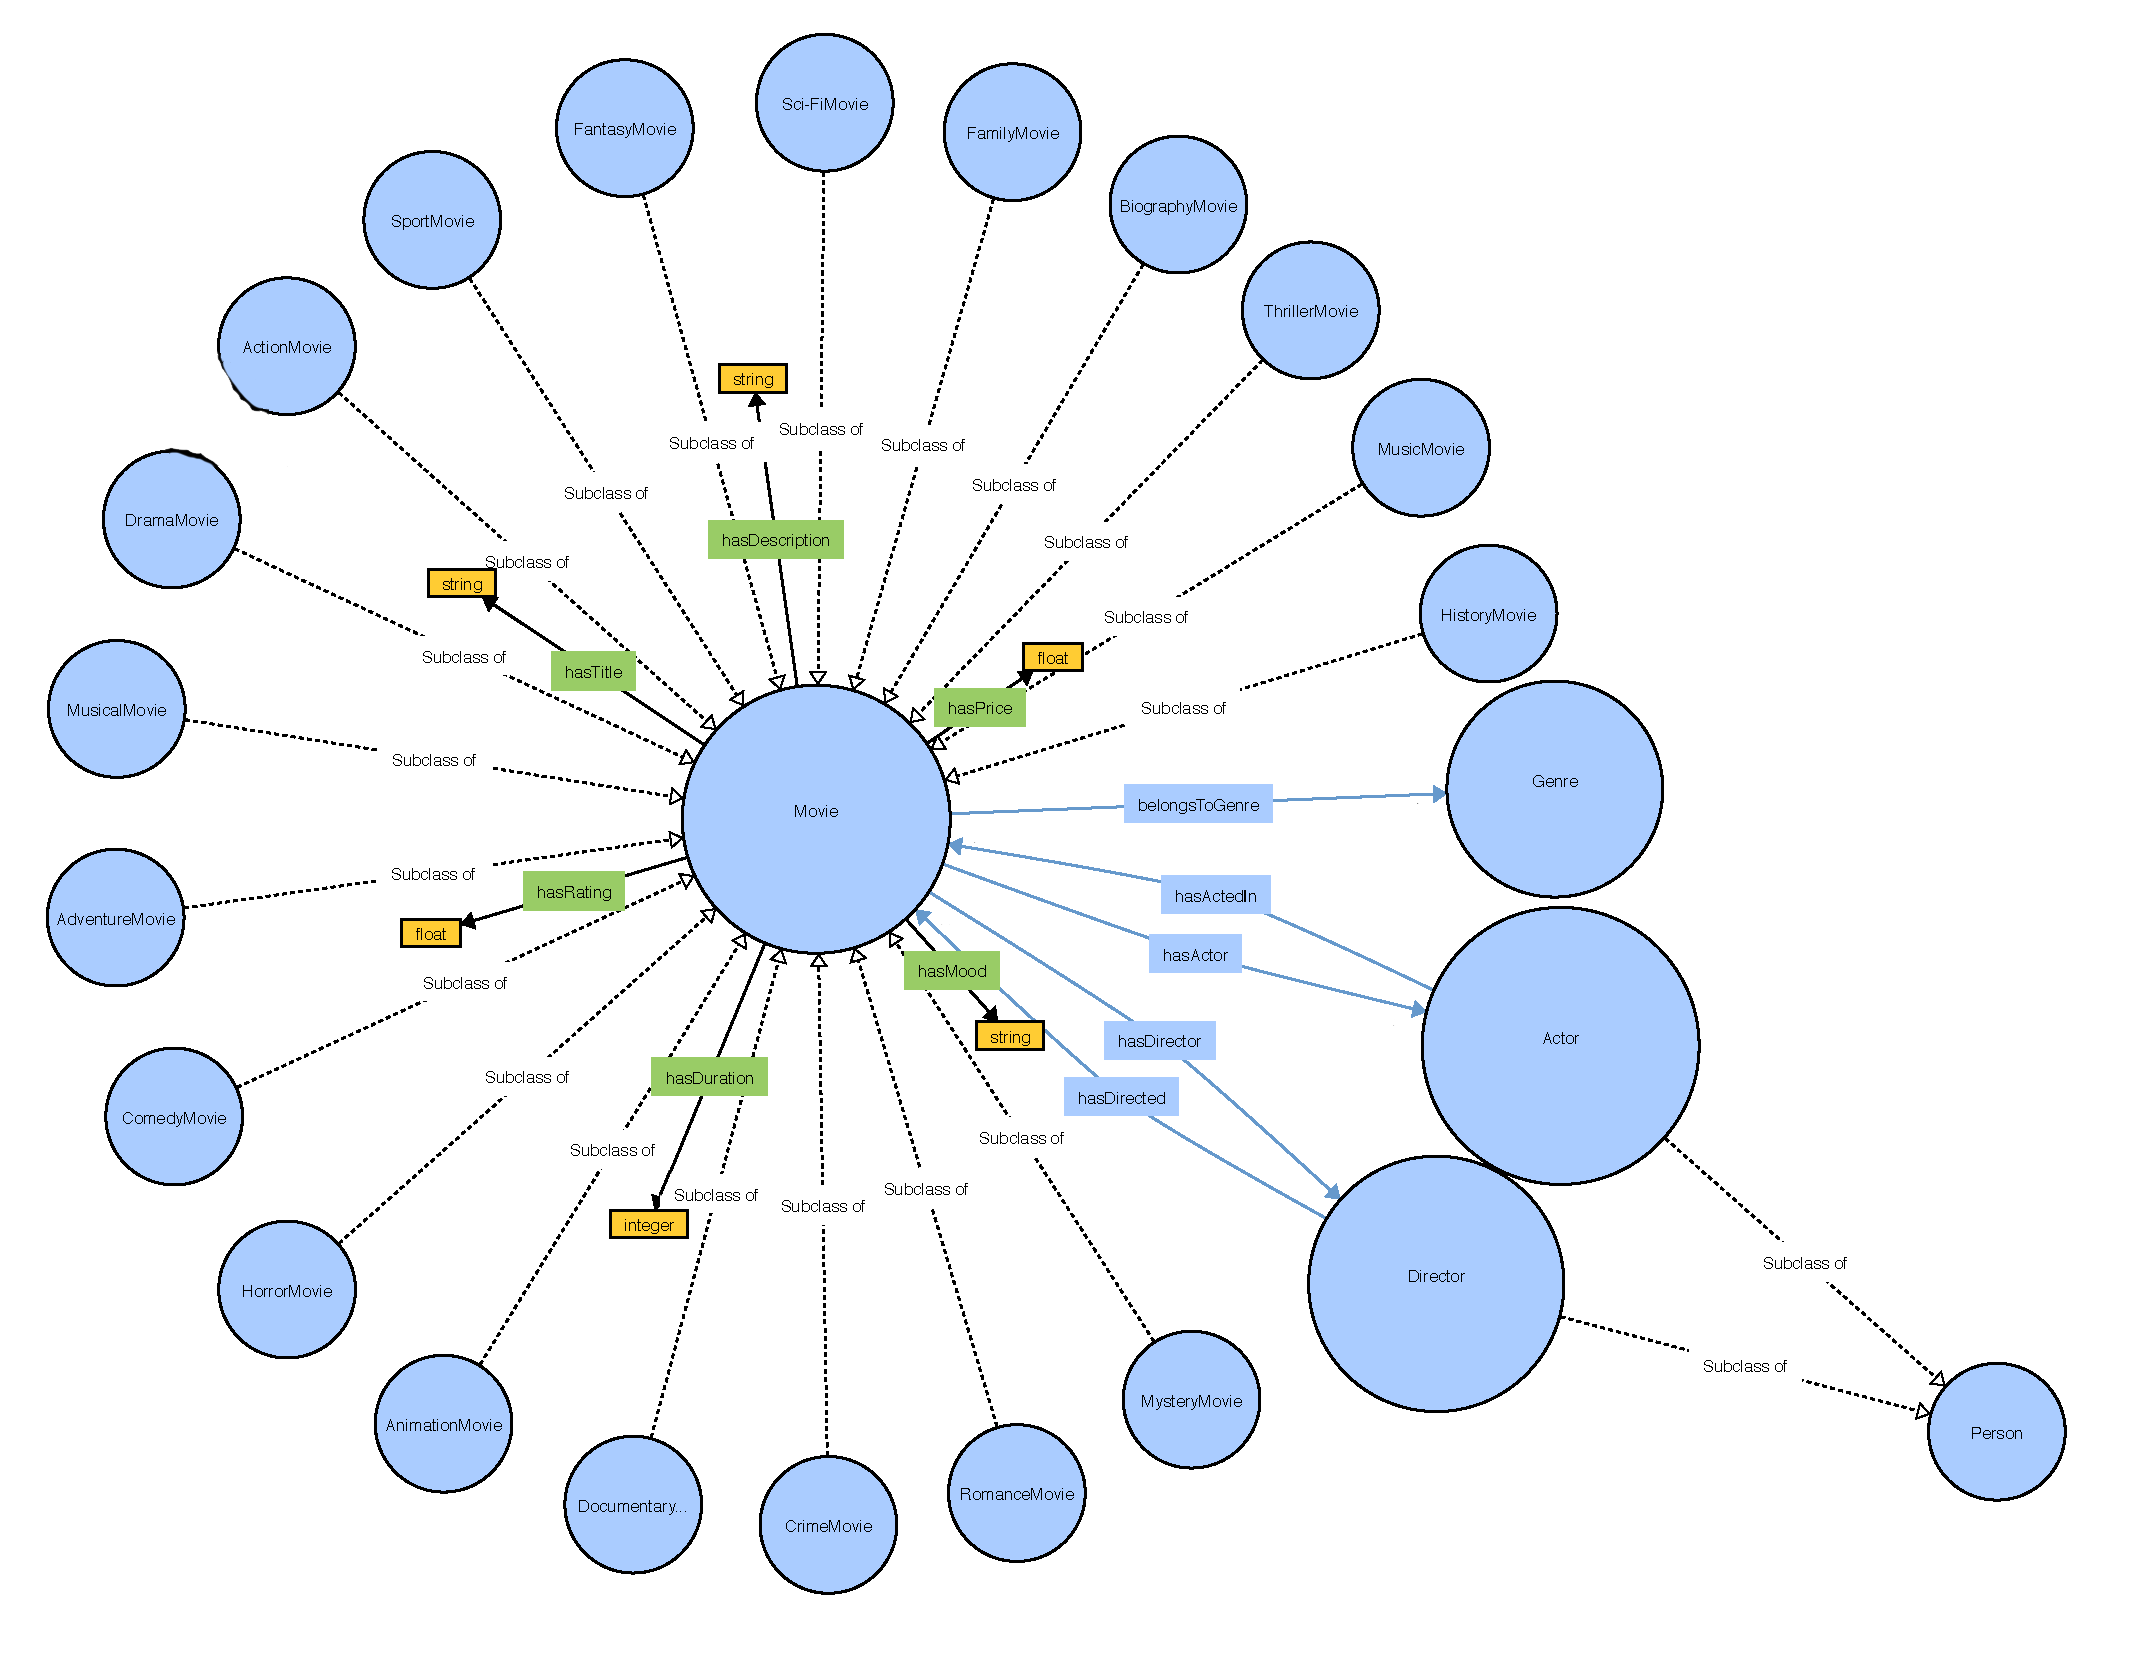 Sci-FiMovie
FantasyMovie
FamilyMovie
BiographyMovie
SportMovie
ThrillerMovie
ActionMovie
string
Subclass of
Subclass of
Subclass of
MusicMovie
Subclass of
Subclass of
DramaMovie
hasDescription
Subclass of
Subclass of
string
HistoryMovie
Subclass of
Subclass of
float
hasTitle
MusicalMovie
hasPrice
Subclass of
Subclass of
Genre
belongsToGenre
Movie
Subclass of
hasRating
hasActedIn
AdventureMovie
float
hasActor
hasMood
Subclass of
string
Actor
hasDirector
Subclass of
hasDuration
hasDirected
ComedyMovie
Subclass of
Subclass of
Subclass of
Subclass of
Subclass of
integer
Subclass of
Director
HorrorMovie
Subclass of
MysteryMovie
AnimationMovie
Person
RomanceMovie
Documentary...
CrimeMovie